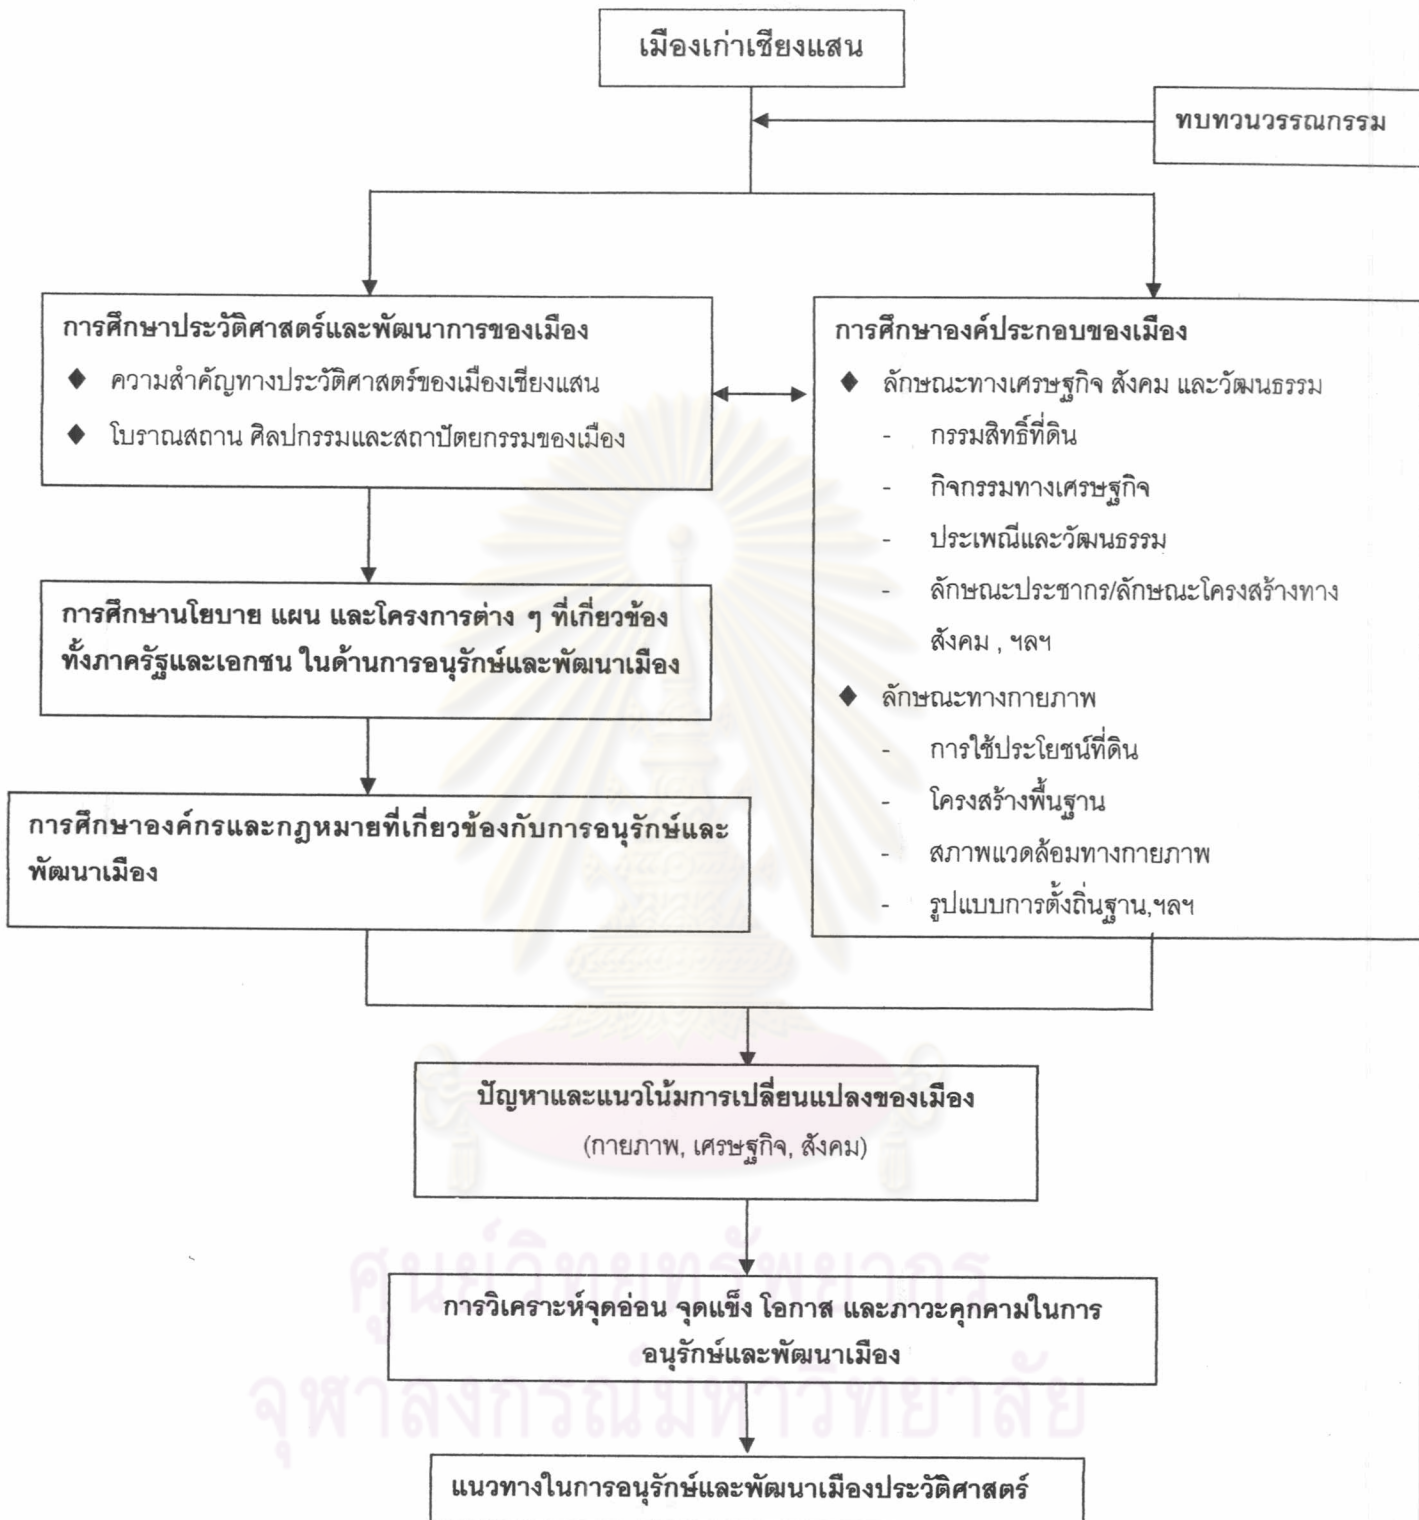 เมืองเก่าเชียงแสน
ทบทวนวรรณกรรม
การศึกษาประวัติศาสตร์และพัฒนาการของเมือง
◆ ความสำคัญทางประวัติศาสตร์ของเมืองเชียงแสน
◆ โบราณสถาน ศิลปกรรมและสถาปัตยกรรมของเมือง
การศึกษานโยบาย แผน และโครงการต่าง ๆ ที่เกี่ยวข้อง
ทั้งภาครัฐและเอกชน ในด้านการอนุรักษ์และพัฒนาเมือง
การศึกษาองค์กรและกฎหมายที่เกี่ยวข้องกับการอนุรักษ์และ
พัฒนาเมือง
การศึกษาองค์ประกอบของเมือง
◆ ลักษณะทางเศรษฐกิจ สังคม และวัฒนธรรม
- กรรมสิทธิ์ที่ดิน
- กิจกรรมทางเศรษฐกิจ
- ประเพณีและวัฒนธรรม
- ลักษณะประชากร/ลักษณะโครงสร้างทาง
สังคม , ฯลฯ
◆ ลักษณะทางกายภาพ
- การใช้ประโยชน์ที่ดิน
- โครงสร้างพื้นฐาน
- สภาพแวดล้อมทางกายภาพ
- รูปแบบการตั้งถิ่นฐาน,ฯลฯ
ปัญหาและแนวโน้มการเปลี่ยนแปลงของเมือง
(กายภาพ, เศรษฐกิจ, สังคม)
ศูนย์วิทยทรัพยากร
การวิเคราะห์จุดอ่อน จุดแข็ง โอกาส และภาวะคุกคามในการ
อนุรักษ์และพัฒนาเมือง
จุฬาลงกรณ์มหาวิทยาลัย
แนวทางในการอนุรักษ์และพัฒนาเมืองประวัติศาสตร์